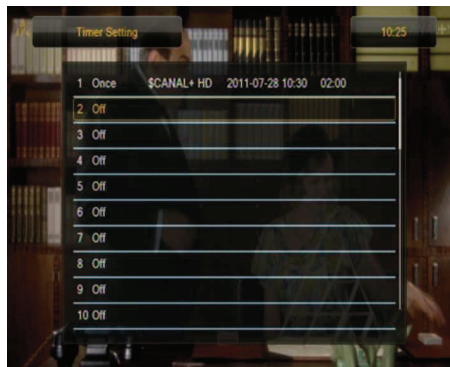 Timer Setting 10:25
1 Once $CANAL+ HD 2011-07-28 10:30 02:00
2 Off
3 Off
4 Off
5 Off
6 Off
7 Off
8 Off
9 Off
10 Off